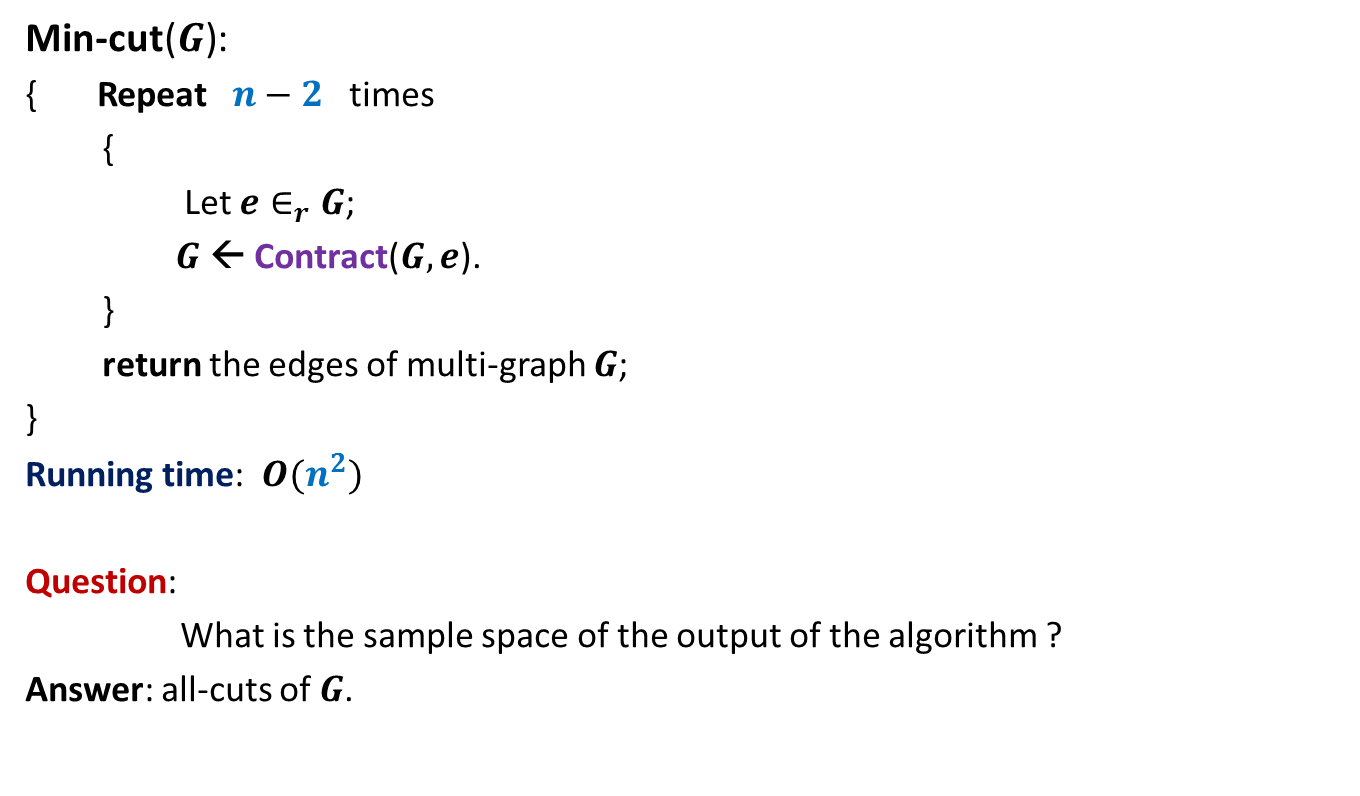 Min-cut(G):
{ Repeat n − 2 times
{
Let e ∈r G;
G ← Contract(G, e).
}
return the edges of multi-graph G;
}
Running time: O(n²)
Question:
What is the sample space of the output of the algorithm ?
Answer: all-cuts of G.